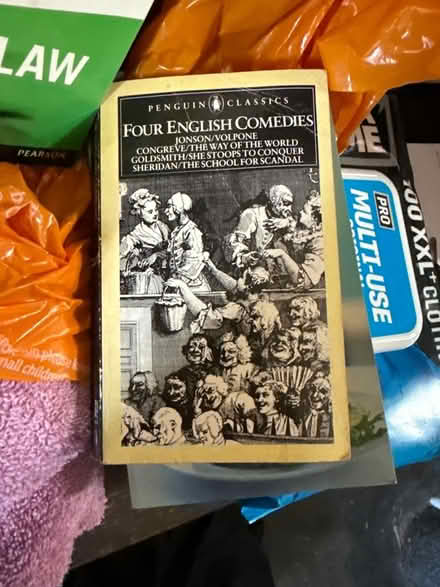 LAW
PEARSON
PENGUIN CLASSICS
FOUR ENGLISH COMEDIES
JONSON/VOLPONE
CONGREVE/THE WAY OF THE WORLD
GOLDSMITH/SHE STOOPS TO CONQUER
SHERIDAN/THE SCHOOL FOR SCANDAL
PRO
MULTI-USE
XXL
CLOTH